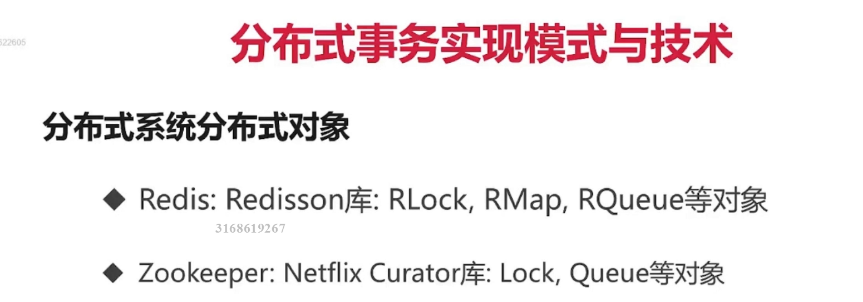 分布式事务实现模式与技术
522605
分布式系统分布式对象
◆ Redis: Redisson库: RLock, RMap, RQueue等对象
3168619267
◆ Zookeeper: Netflix Curator库: Lock, Queue等对象